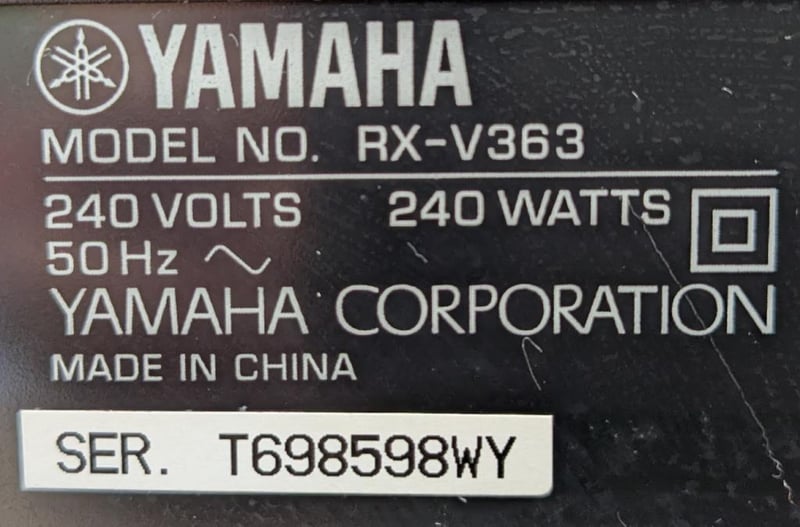 YAMAHA
MODEL NO. RX-V363
240 VOLTS 240 WATTS
50 Hz ~
YAMAHA CORPORATION
MADE IN CHINA
SER. T698598WY